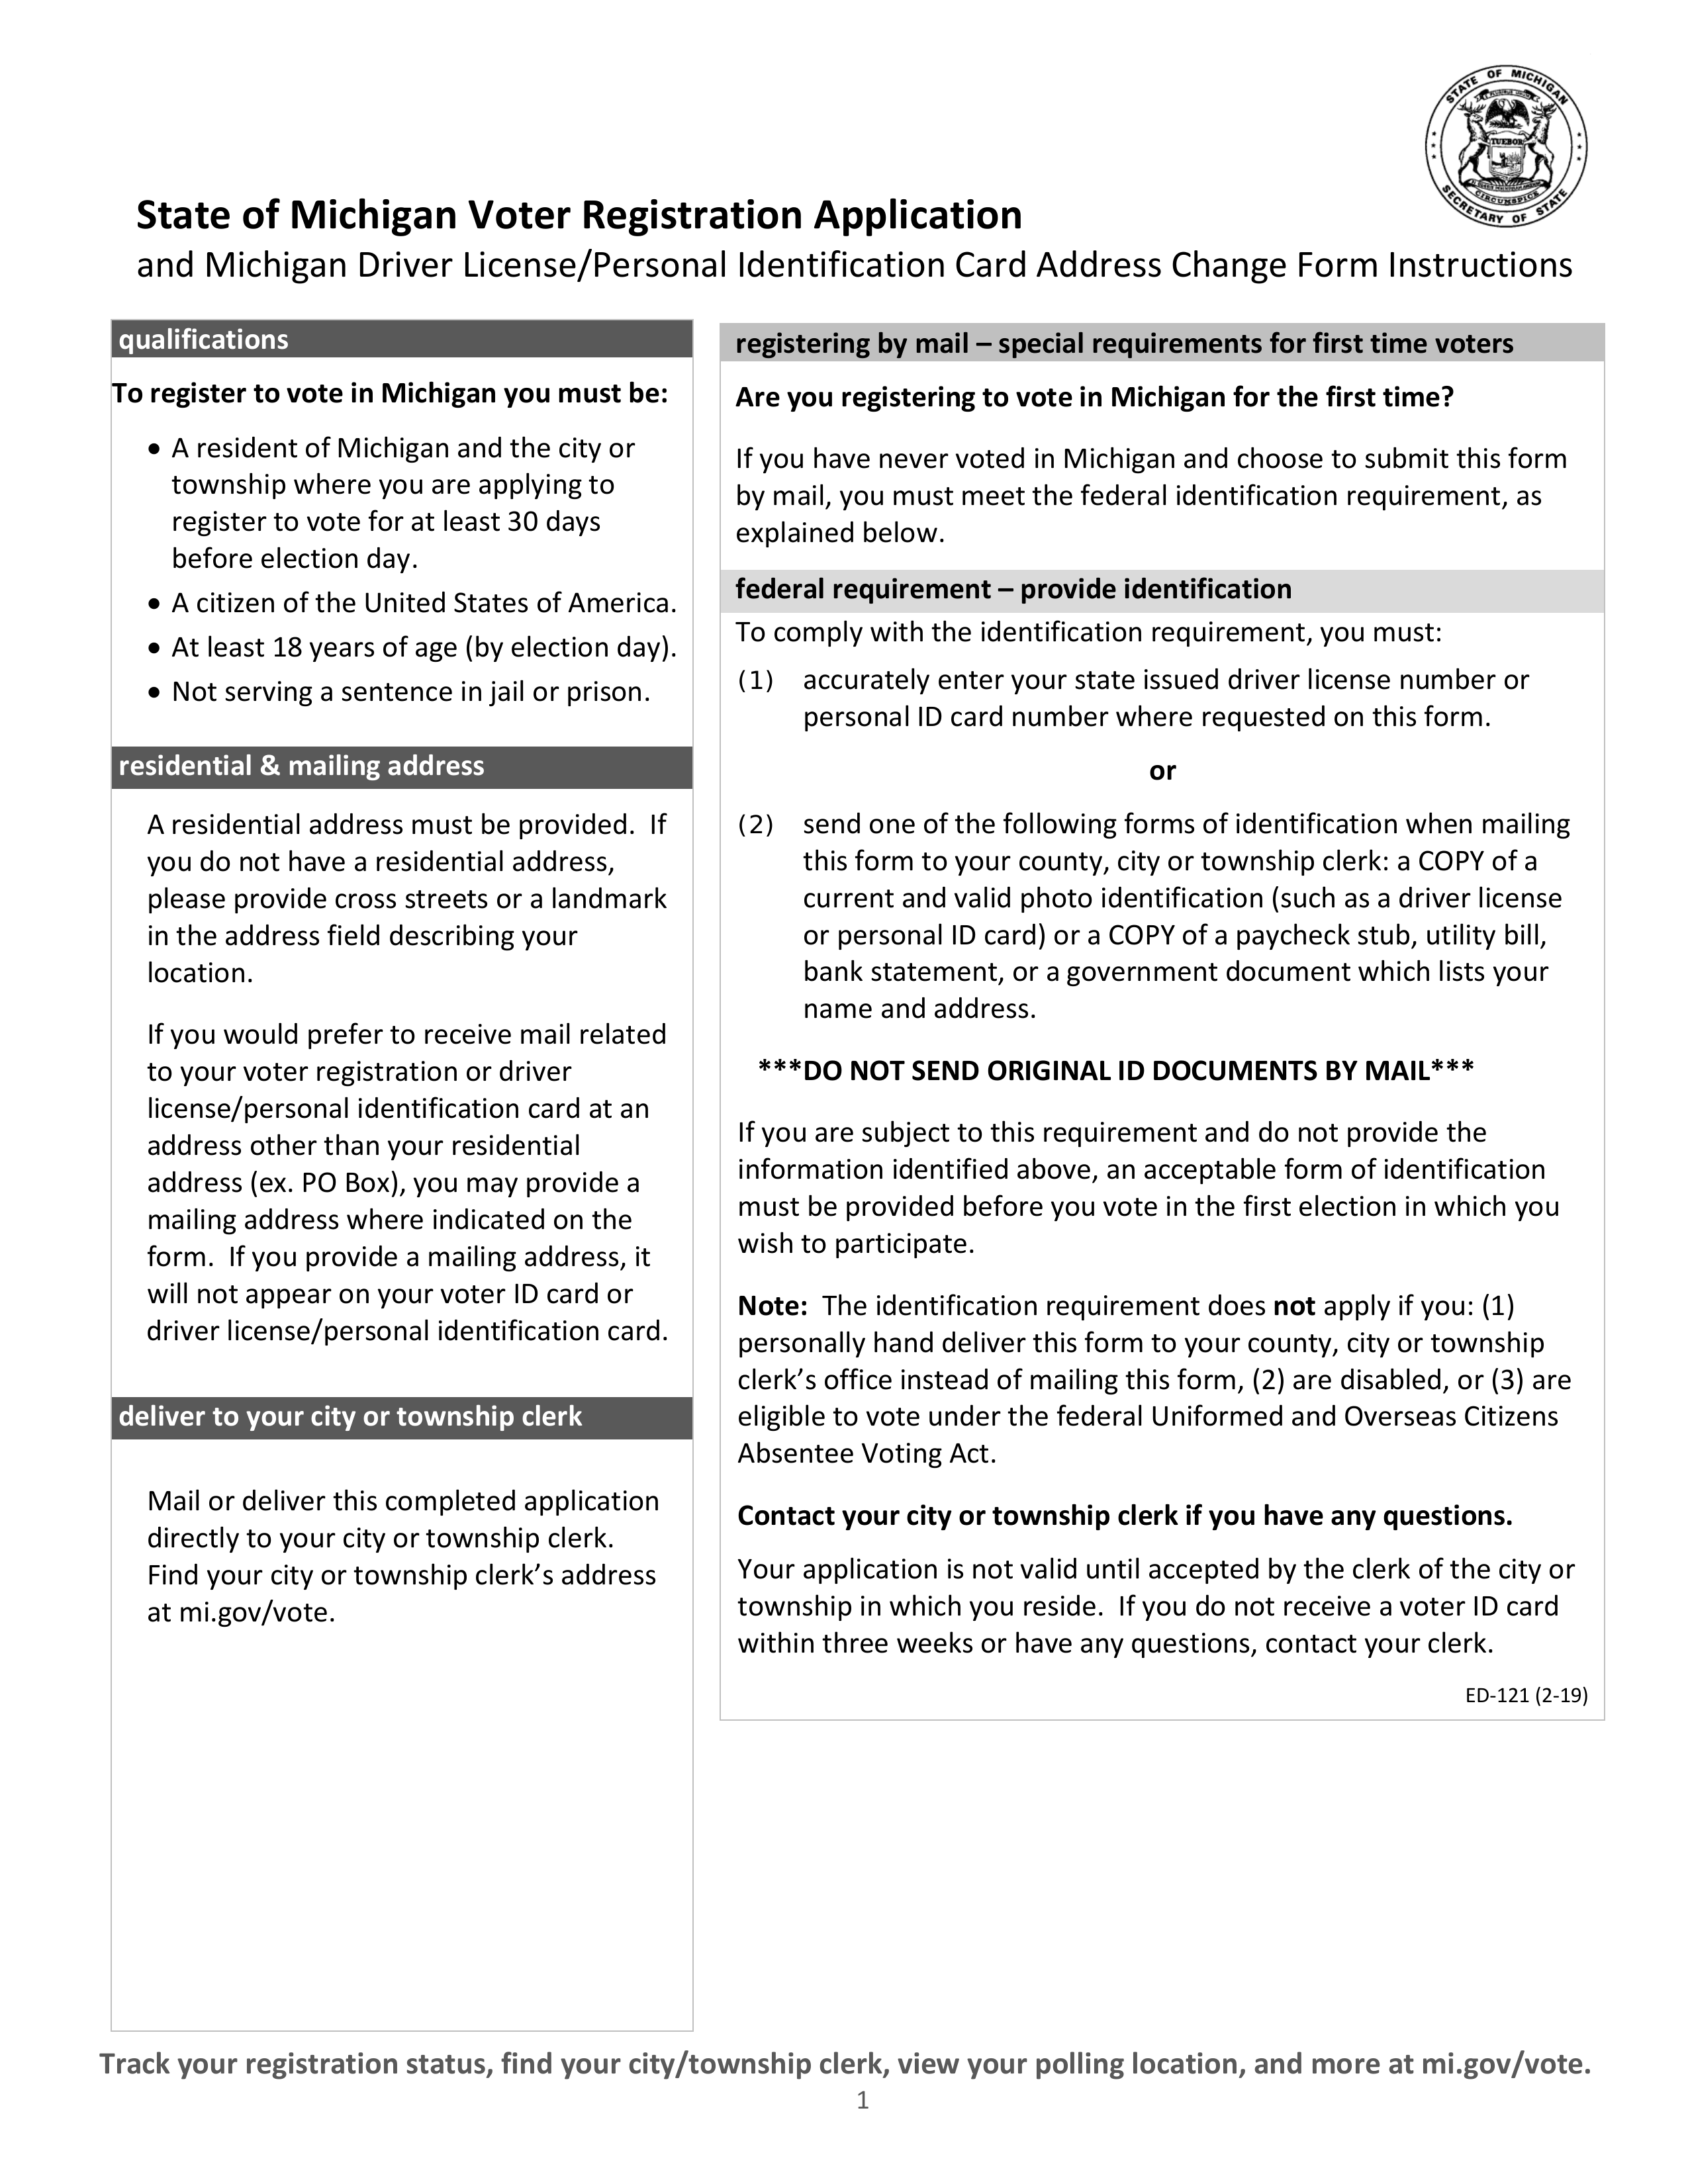 STATE OF MICHIGAN
TUEBOR
CIRCUMSPICE
SECRETARY OF STATE
State of Michigan Voter Registration Application
and Michigan Driver License/Personal Identification Card Address Change Form Instructions
qualifications
To register to vote in Michigan you must be:
• A resident of Michigan and the city or
township where you are applying to
register to vote for at least 30 days
before election day.
• A citizen of the United States of America.
• At least 18 years of age (by election day).
• Not serving a sentence in jail or prison.
residential & mailing address
A residential address must be provided.  If
you do not have a residential address,
please provide cross streets or a landmark
in the address field describing your
location.
If you would prefer to receive mail related
to your voter registration or driver
license/personal identification card at an
address other than your residential
address (ex. PO Box), you may provide a
mailing address where indicated on the
form.  If you provide a mailing address, it
will not appear on your voter ID card or
driver license/personal identification card.
deliver to your city or township clerk
Mail or deliver this completed application
directly to your city or township clerk.
Find your city or township clerk’s address
at mi.gov/vote.
registering by mail – special requirements for first time voters
Are you registering to vote in Michigan for the first time?
If you have never voted in Michigan and choose to submit this form
by mail, you must meet the federal identification requirement, as
explained below.
federal requirement – provide identification
To comply with the identification requirement, you must:
(1) accurately enter your state issued driver license number or
personal ID card number where requested on this form.
or
(2) send one of the following forms of identification when mailing
this form to your county, city or township clerk: a COPY of a
current and valid photo identification (such as a driver license
or personal ID card) or a COPY of a paycheck stub, utility bill,
bank statement, or a government document which lists your
name and address.
***DO NOT SEND ORIGINAL ID DOCUMENTS BY MAIL***
If you are subject to this requirement and do not provide the
information identified above, an acceptable form of identification
must be provided before you vote in the first election in which you
wish to participate.
Note:  The identification requirement does not apply if you: (1)
personally hand deliver this form to your county, city or township
clerk’s office instead of mailing this form, (2) are disabled, or (3) are
eligible to vote under the federal Uniformed and Overseas Citizens
Absentee Voting Act.
Contact your city or township clerk if you have any questions.
Your application is not valid until accepted by the clerk of the city or
township in which you reside.  If you do not receive a voter ID card
within three weeks or have any questions, contact your clerk.
ED-121 (2-19)
Track your registration status, find your city/township clerk, view your polling location, and more at mi.gov/vote.
1